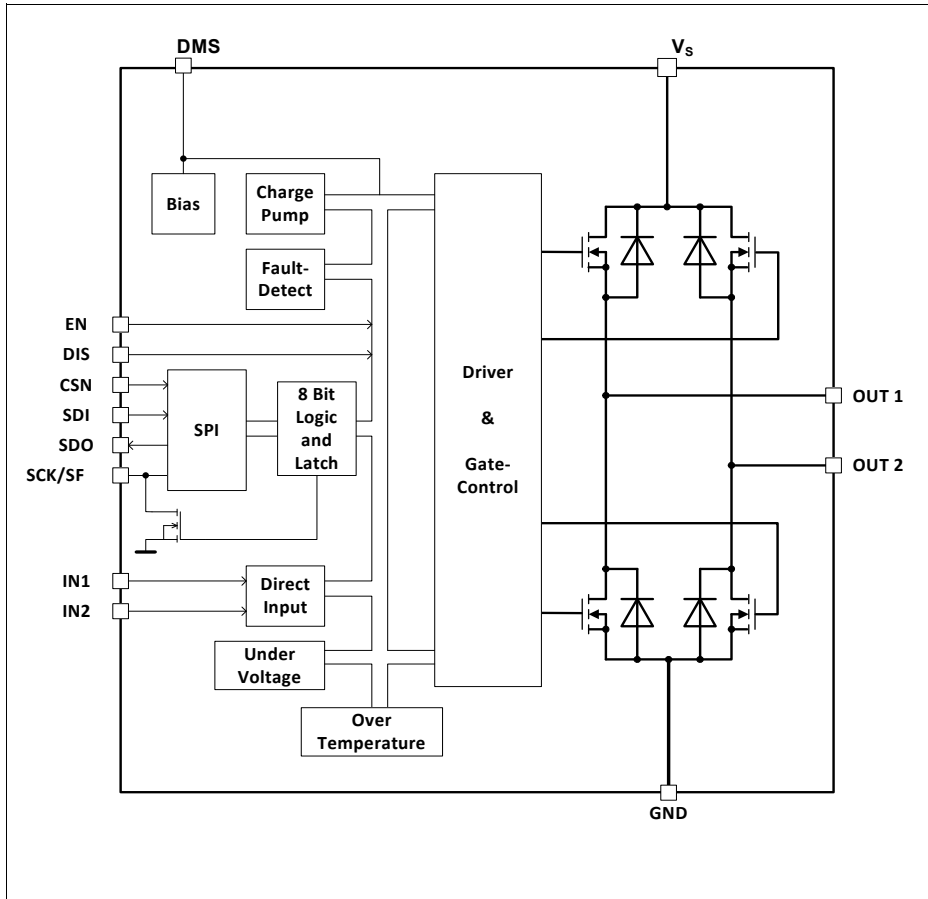 DMS
VS
Bias
Charge
Pump
Fault-
Detect
EN
DIS
CSN
SDI
SDO
SCK/SF
SPI
8 Bit
Logic
and
Latch
Driver
&
Gate-
Control
OUT 1
OUT 2
IN1
IN2
Direct
Input
Under
Voltage
Over
Temperature
GND